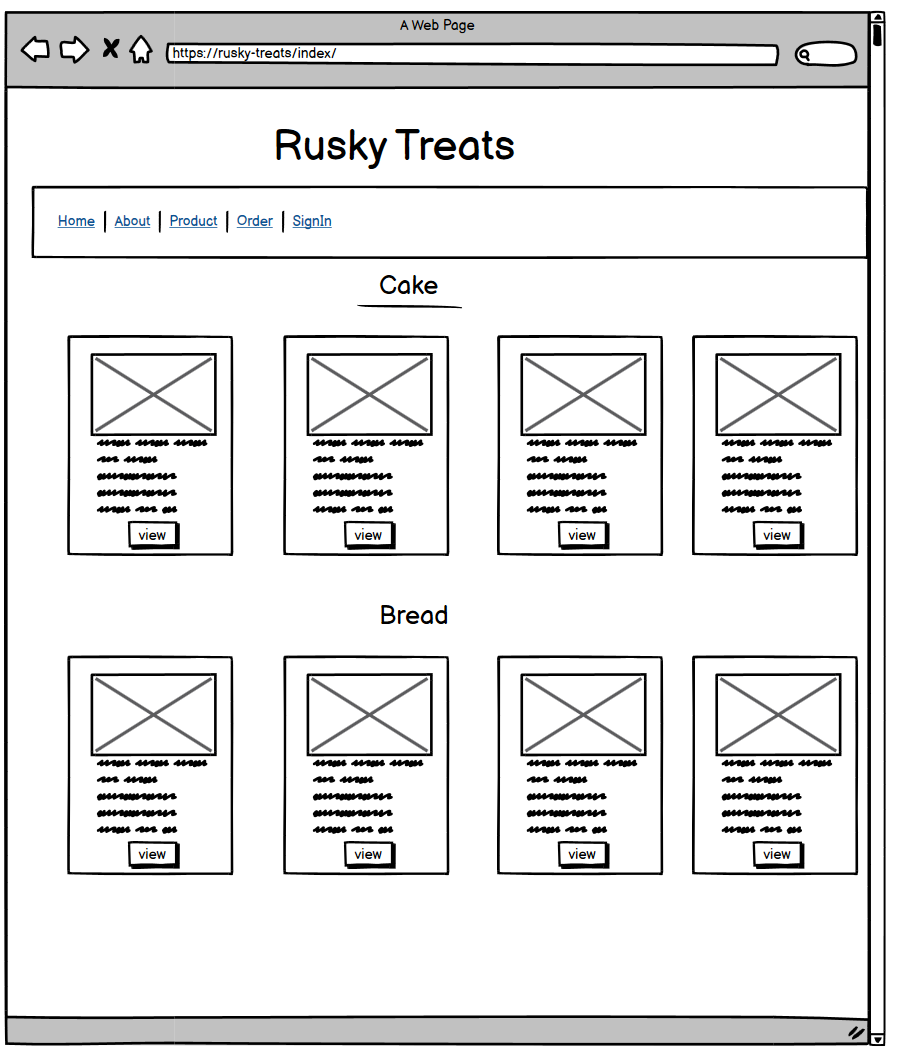 A Web Page
https://rusky-treats/index/
Rusky Treats
Home | About | Product | Order | SignIn
Cake
view view view view
Bread
view view view view